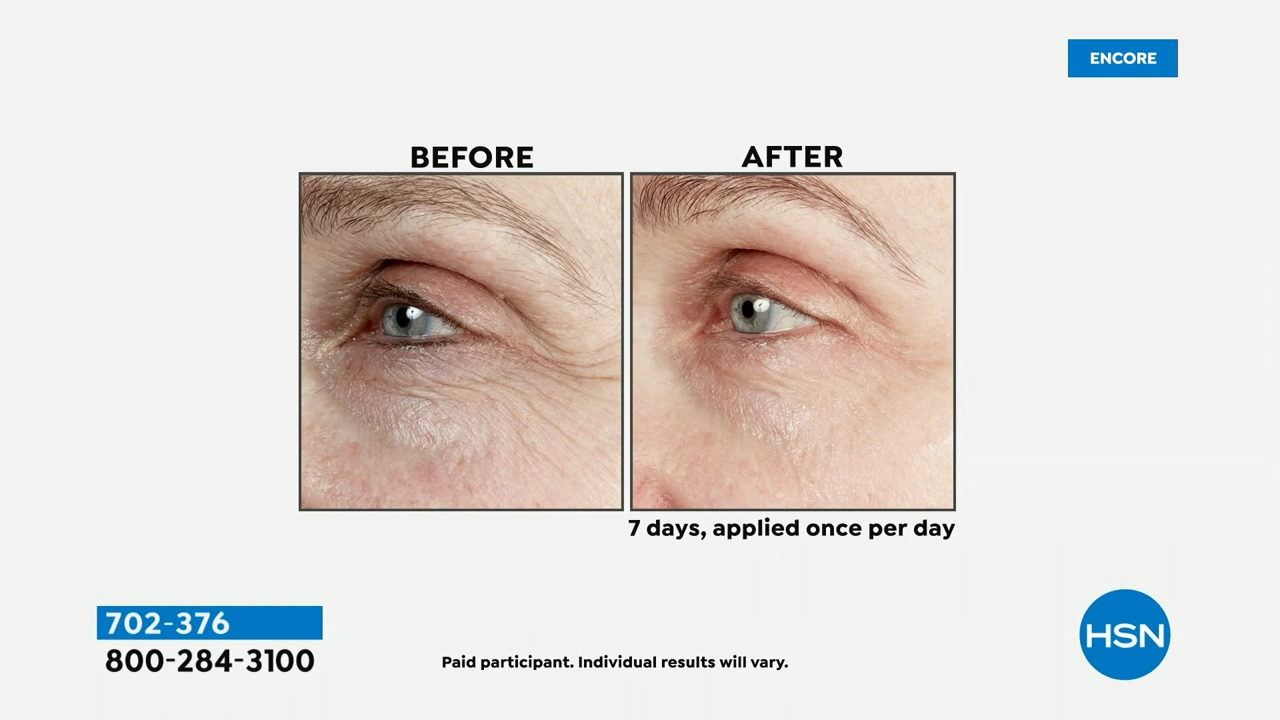 ENCORE
BEFORE
AFTER
7 days, applied once per day
702-376
800-284-3100
Paid participant. Individual results will vary.
HSN